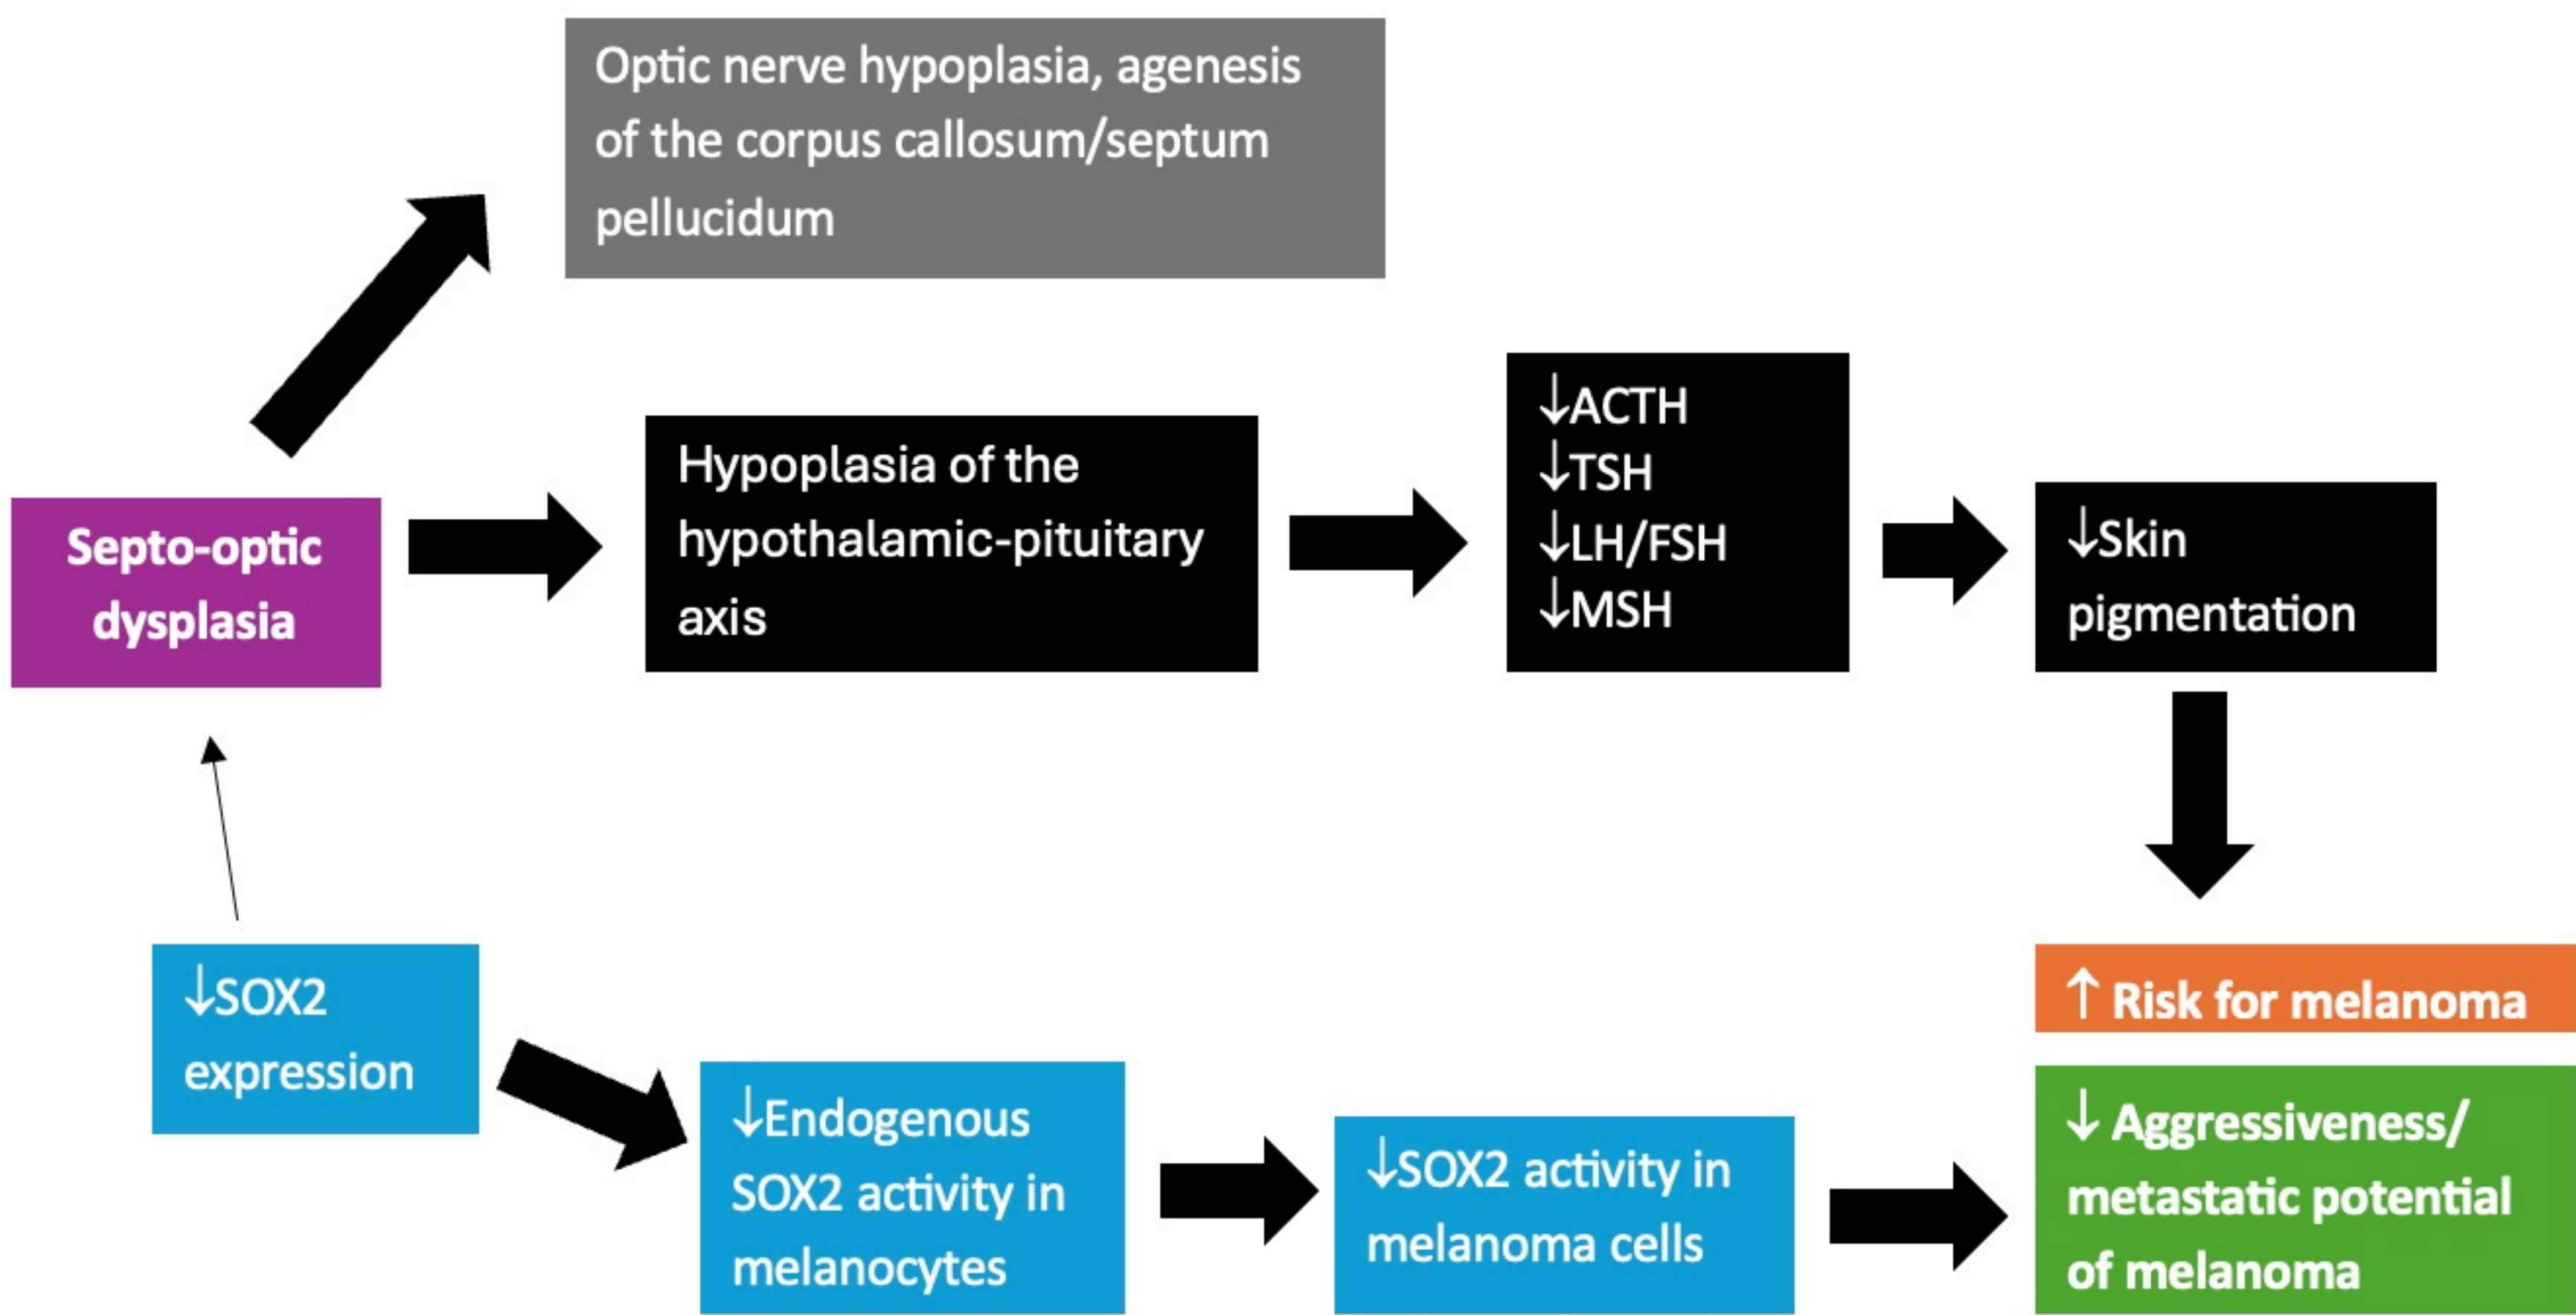 Optic nerve hypoplasia, agenesis
of the corpus callosum/septum
pellucidum
Septo-optic
dysplasia
Hypoplasia of the
hypothalamic-pituitary
axis
↓ACTH
↓TSH
↓LH/FSH
↓MSH
↓Skin
pigmentation
↓SOX2
expression
↓Endogenous
SOX2 activity in
melanocytes
↓SOX2 activity in
melanoma cells
↑ Risk for melanoma
↓ Aggressiveness/
metastatic potential
of melanoma